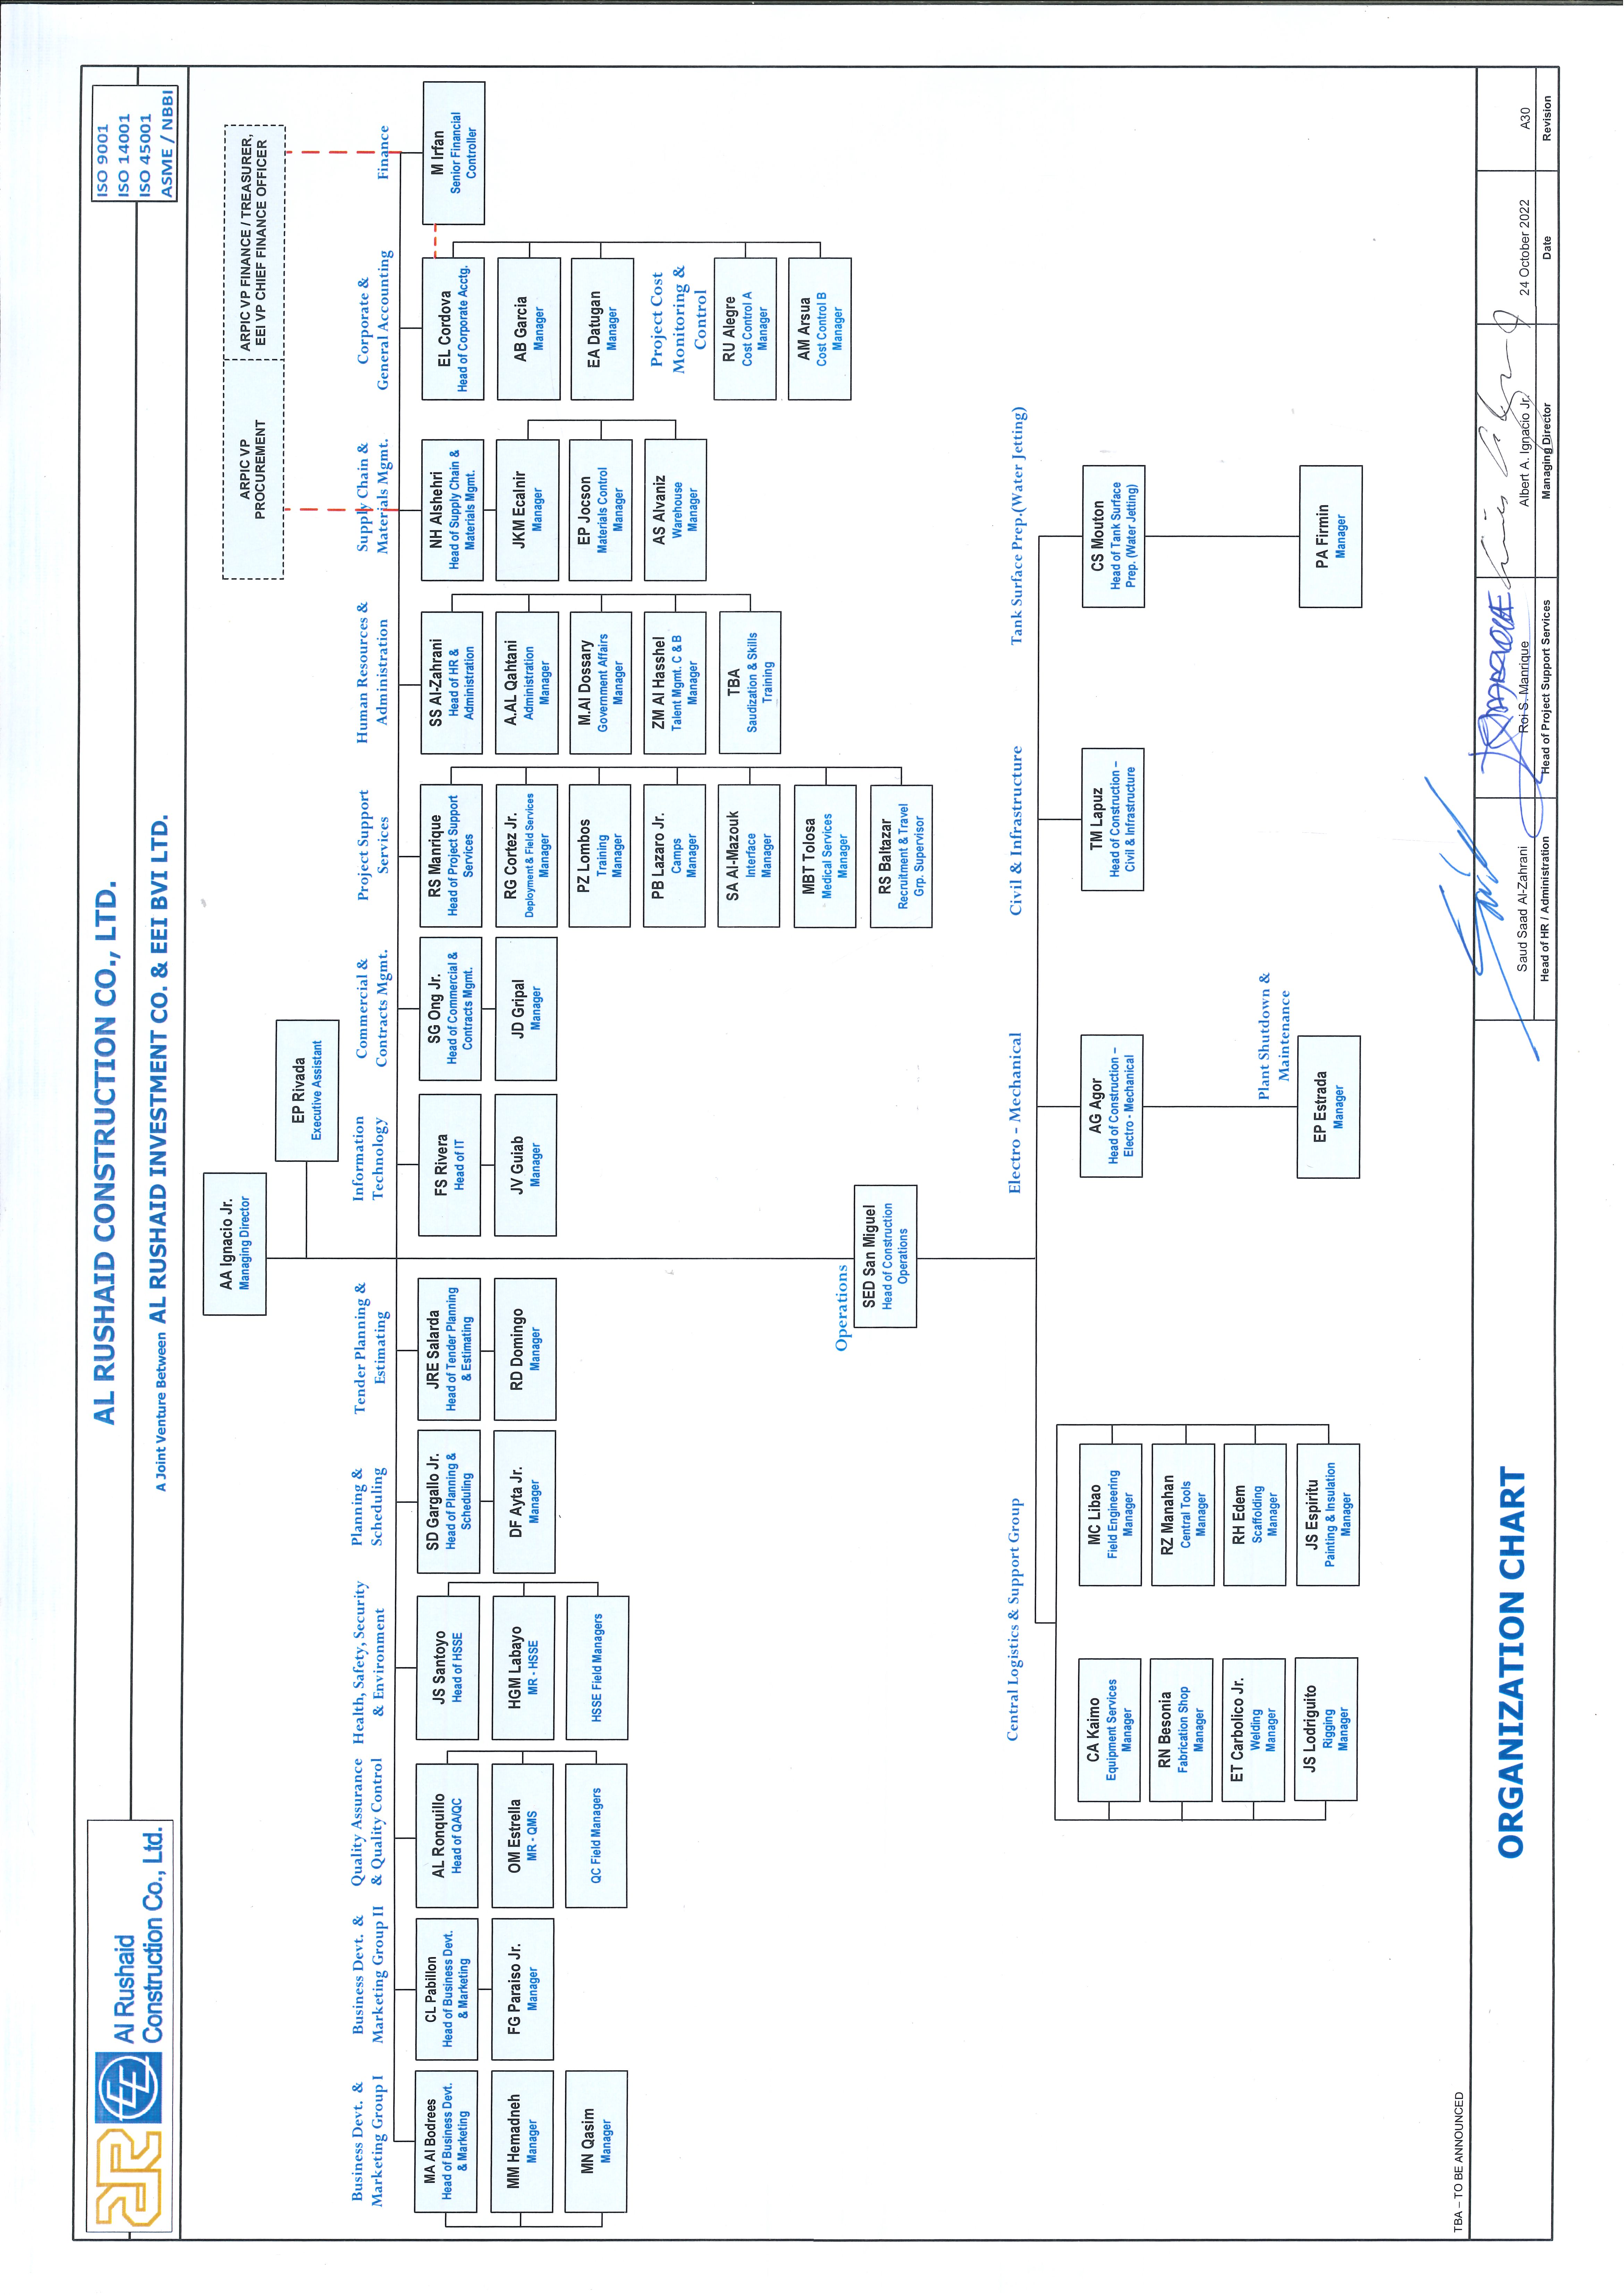 Al Rushaid
Construction Co., Ltd.
AL RUSHAID CONSTRUCTION CO., LTD.
A Joint Venture Between AL RUSHAID INVESTMENT CO. & EEI BVI LTD.
ISO 9001
ISO 14001
ISO 45001
ASME / NBBI
AA Ignacio Jr.
Managing Director
EP Rivada
Executive Assistant
ARPIC VP
PROCUREMENT
ARPIC VP FINANCE / TREASURER,
EEI VP CHIEF FINANCE OFFICER
Business Devt. &
Marketing Group I
MA Al Bodrees
Head of Business Devt.
& Marketing
MM Hemadneh
Manager
MN Qasim
Manager
Business Devt. &
Marketing Group II
CL Pabillon
Head of Business Devt.
& Marketing
FG Paraiso Jr.
Manager
Quality Assurance
& Quality Control
AL Ronquillo
Head of QA/QC
OM Estrella
MR - QMS
QC Field Managers
Health, Safety, Security
& Environment
JS Santoyo
Head of HSSE
HGM Labayo
MR - HSSE
HSSE Field Managers
Planning &
Scheduling
SD Gargallo Jr.
Head of Planning &
Scheduling
DF Ayta Jr.
Manager
Tender Planning &
Estimating
JRE Salarda
Head of Tender Planning
& Estimating
RD Domingo
Manager
Information
Technology
FS Rivera
Head of IT
JV Guiab
Manager
Commercial &
Contracts Mgmt.
SG Ong Jr.
Head of Commercial &
Contracts Mgmt.
JD Gripal
Manager
Project Support
Services
RS Manrique
Head of Project Support
Services
RG Cortez Jr.
Deployment & Field Services
Manager
PZ Lombos
Training
Manager
PB Lazaro Jr.
Camps
Manager
SA Al-Mazouk
Interface
Manager
MBT Tolosa
Medical Services
Manager
RS Baltazar
Recruitment & Travel
Grp. Supervisor
Human Resources &
Administration
SS Al-Zahrani
Head of HR &
Administration
A.AL Qahtani
Administration
Manager
M.Al Dossary
Government Affairs
Manager
ZM Al Hasshel
Talent Mgmt. C & B
Manager
TBA
Saudization & Skills
Training
Supply Chain &
Materials Mgmt.
NH Alshehri
Head of Supply Chain &
Materials Mgmt.
JKM Ecalnir
Manager
EP Jocson
Materials Control
Manager
AS Alvaniz
Warehouse
Manager
Corporate &
General Accounting
EL Cordova
Head of Corporate Acctg.
AB Garcia
Manager
EA Datugan
Manager
Project Cost
Monitoring &
Control
RU Alegre
Cost Control A
Manager
AM Arsua
Cost Control B
Manager
Finance
M Irfan
Senior Financial
Controller
Operations
SED San Miguel
Head of Construction
Operations
Central Logistics & Support Group
CA Kaimo
Equipment Services
Manager
RN Besonia
Fabrication Shop
Manager
ET Carbolico Jr.
Welding
Manager
JS Lodriguito
Rigging
Manager
MC Libao
Field Engineering
Manager
RZ Manahan
Central Tools
Manager
RH Edem
Scaffolding
Manager
JS Espiritu
Painting & Insulation
Manager
Electro - Mechanical
AG Agor
Head of Construction –
Electro - Mechanical
Plant Shutdown &
Maintenance
EP Estrada
Manager
Civil & Infrastructure
TM Lapuz
Head of Construction –
Civil & Infrastructure
Tank Surface Prep.(Water Jetting)
CS Mouton
Head of Tank Surface
Prep. (Water Jetting)
PA Firmin
Manager
TBA – TO BE ANNOUNCED
ORGANIZATION CHART
Saud Saad Al-Zahrani
Head of HR / Administration
Roi S. Manrique
Head of Project Support Services
Albert A. Ignacio Jr.
Managing Director
24 October 2022
Date
A30
Revision